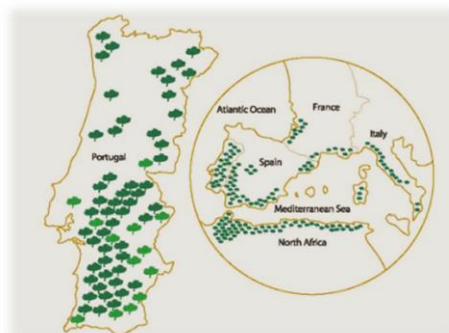 Portugal
Atlantic Ocean
France
Italy
Spain
Mediterranean Sea
North Africa